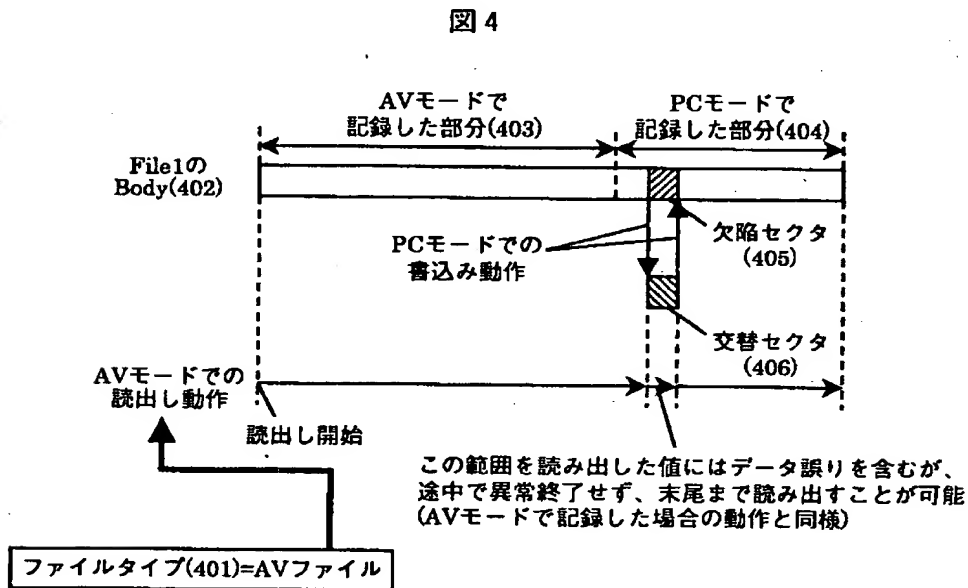 図4
AVモードで
記録した部分(403)
PCモードで
記録した部分(404)
File1の
Body(402)
PCモードでの
書込み動作
欠陥セクタ
(405)
交替セクタ
(406)
AVモードでの
読出し動作
読出し開始
この範囲を読み出した値にはデータ誤りを含むが、
途中で異常終了せず、末尾まで読み出すことが可能
(AVモードで記録した場合の動作と同様)
ファイルタイプ(401)=AVファイル